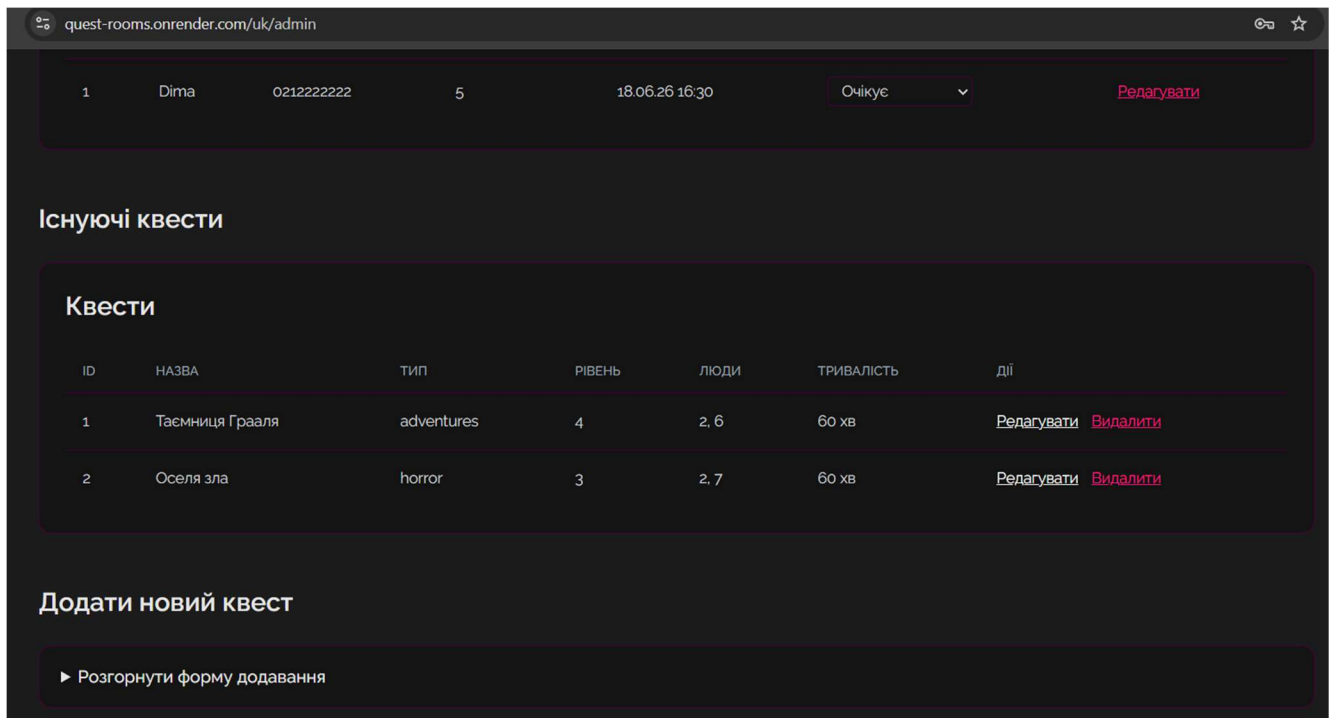 quest-rooms.onrender.com/uk/admin
1 Dima 0212222222 5 18.06.26 16:30 Очікує Редагувати
Існуючі квести
Квести
ID НАЗВА ТИП РІВЕНЬ ЛЮДИ ТРИВАЛІСТЬ ДІЇ
1 Таємниця Грааля adventures 4 2, 6 60 хв Редагувати Видалити
2 Оселя зла horror 3 2, 7 60 хв Редагувати Видалити
Додати новий квест
Розгорнути форму додавання